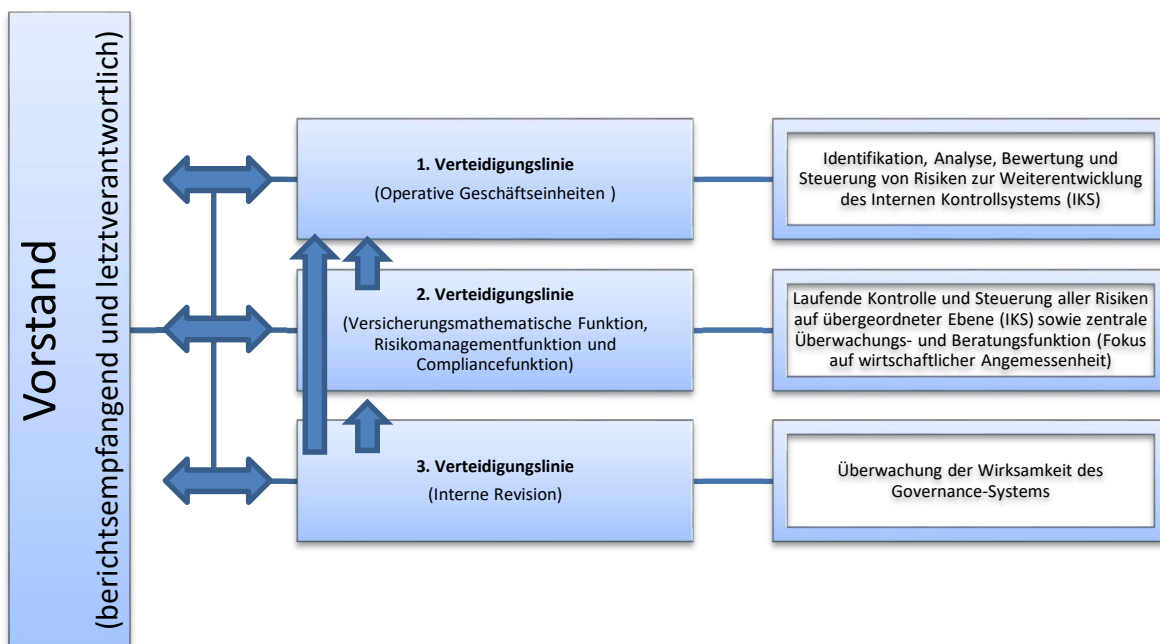 Vorstand
(berichtsempfangend und letztverantwortlich)
1. Verteidigungslinie
(Operative Geschäftseinheiten )
Identifikation, Analyse, Bewertung und
Steuerung von Risiken zur Weiterentwicklung
des Internen Kontrollsystems (IKS)
2. Verteidigungslinie
(Versicherungsmathematische Funktion,
Risikomanagementfunktion und
Compliancefunktion)
Laufende Kontrolle und Steuerung aller Risiken
auf übergeordneter Ebene (IKS) sowie zentrale
Überwachungs- und Beratungsfunktion (Fokus
auf wirtschaftlicher Angemessenheit)
3. Verteidigungslinie
(Interne Revision)
Überwachung der Wirksamkeit des
Governance-Systems